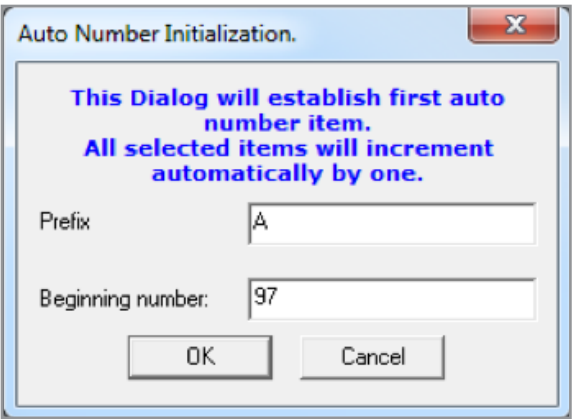 Auto Number Initialization.
This Dialog will establish first auto
number item.
All selected items will increment
automatically by one.
Prefix A
Beginning number: 97
OK Cancel